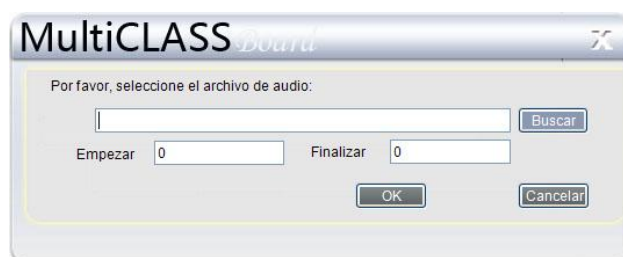 MultiCLASS Board
X
Por favor, seleccione el archivo de audio:
Buscar
Empezar 0 Finalizar 0
OK Cancelar